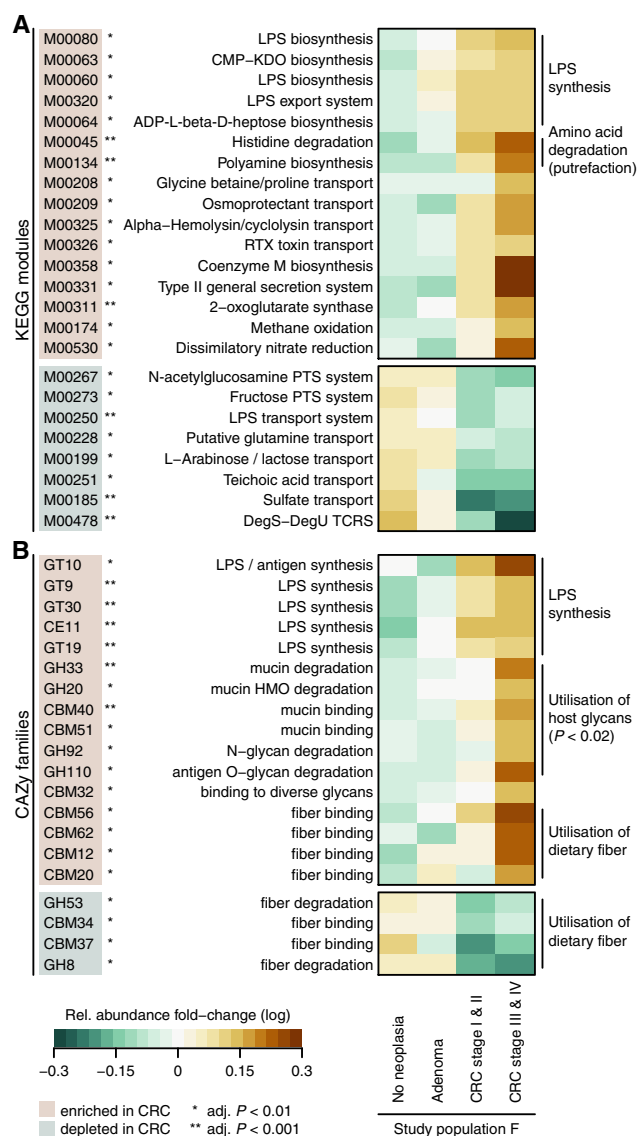 A
KEGG modules
M00080 * LPS biosynthesis
M00063 * CMP−KDO biosynthesis
M00060 * LPS biosynthesis
M00320 * LPS export system
M00064 * ADP-L-beta-D-heptose biosynthesis
LPS
synthesis
M00045 ** Histidine degradation
M00134 ** Polyamine biosynthesis
Amino acid
degradation
(putrefaction)
M00208 * Glycine betaine/proline transport
M00209 * Osmoprotectant transport
M00325 * Alpha−Hemolysin/cyclolysin transport
M00326 * RTX toxin transport
M00358 * Coenzyme M biosynthesis
M00331 * Type II general secretion system
M00311 ** 2−oxoglutarate synthase
M00174 * Methane oxidation
M00530 * Dissimilatory nitrate reduction
M00267 * N-acetylglucosamine PTS system
M00273 * Fructose PTS system
M00250 ** LPS transport system
M00228 * Putative glutamine transport
M00199 * L−Arabinose / lactose transport
M00251 * Teichoic acid transport
M00185 ** Sulfate transport
M00478 ** DegS−DegU TCRS
B
CAZy families
GT10 * LPS / antigen synthesis
GT9 ** LPS synthesis
GT30 ** LPS synthesis
CE11 ** LPS synthesis
GT19 ** LPS synthesis
LPS
synthesis
GH33 ** mucin degradation
GH20 * mucin HMO degradation
CBM40 ** mucin binding
CBM51 * mucin binding
GH92 * N−glycan degradation
GH110 * antigen O−glycan degradation
Utilisation of
host glycans
(P < 0.02)
CBM32 * binding to diverse glycans
CBM56 * fiber binding
CBM62 * fiber binding
CBM12 * fiber binding
CBM20 * fiber binding
Utilisation of
dietary fiber
GH53 * fiber degradation
CBM34 * fiber binding
CBM37 * fiber binding
GH8 * fiber degradation
Utilisation of
dietary fiber
Rel. abundance fold−change (log)
−0.3 −0.15 0 0.15 0.3
enriched in CRC * adj. P < 0.01
depleted in CRC ** adj. P < 0.001
No neoplasia
Adenoma
CRC stage I & II
CRC stage III & IV
Study population F